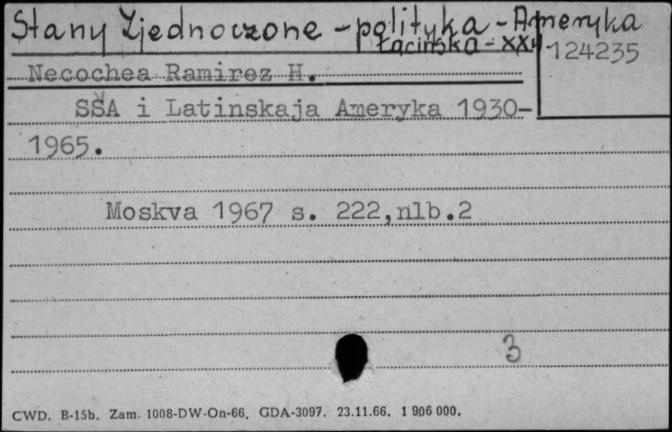 Stany Zjednoczone - polityka - Ameryka
Łacińska - XX w.
124235
Necochea Ramirez H.
SŠA i Latinskaja Ameryka 1930-
1965.
Moskva 1967 s. 222,nlb.2
3
CWD. B-15b. Zam. 1008-DW-On-66. GDA-3097. 23.11.66. 1 906 000.